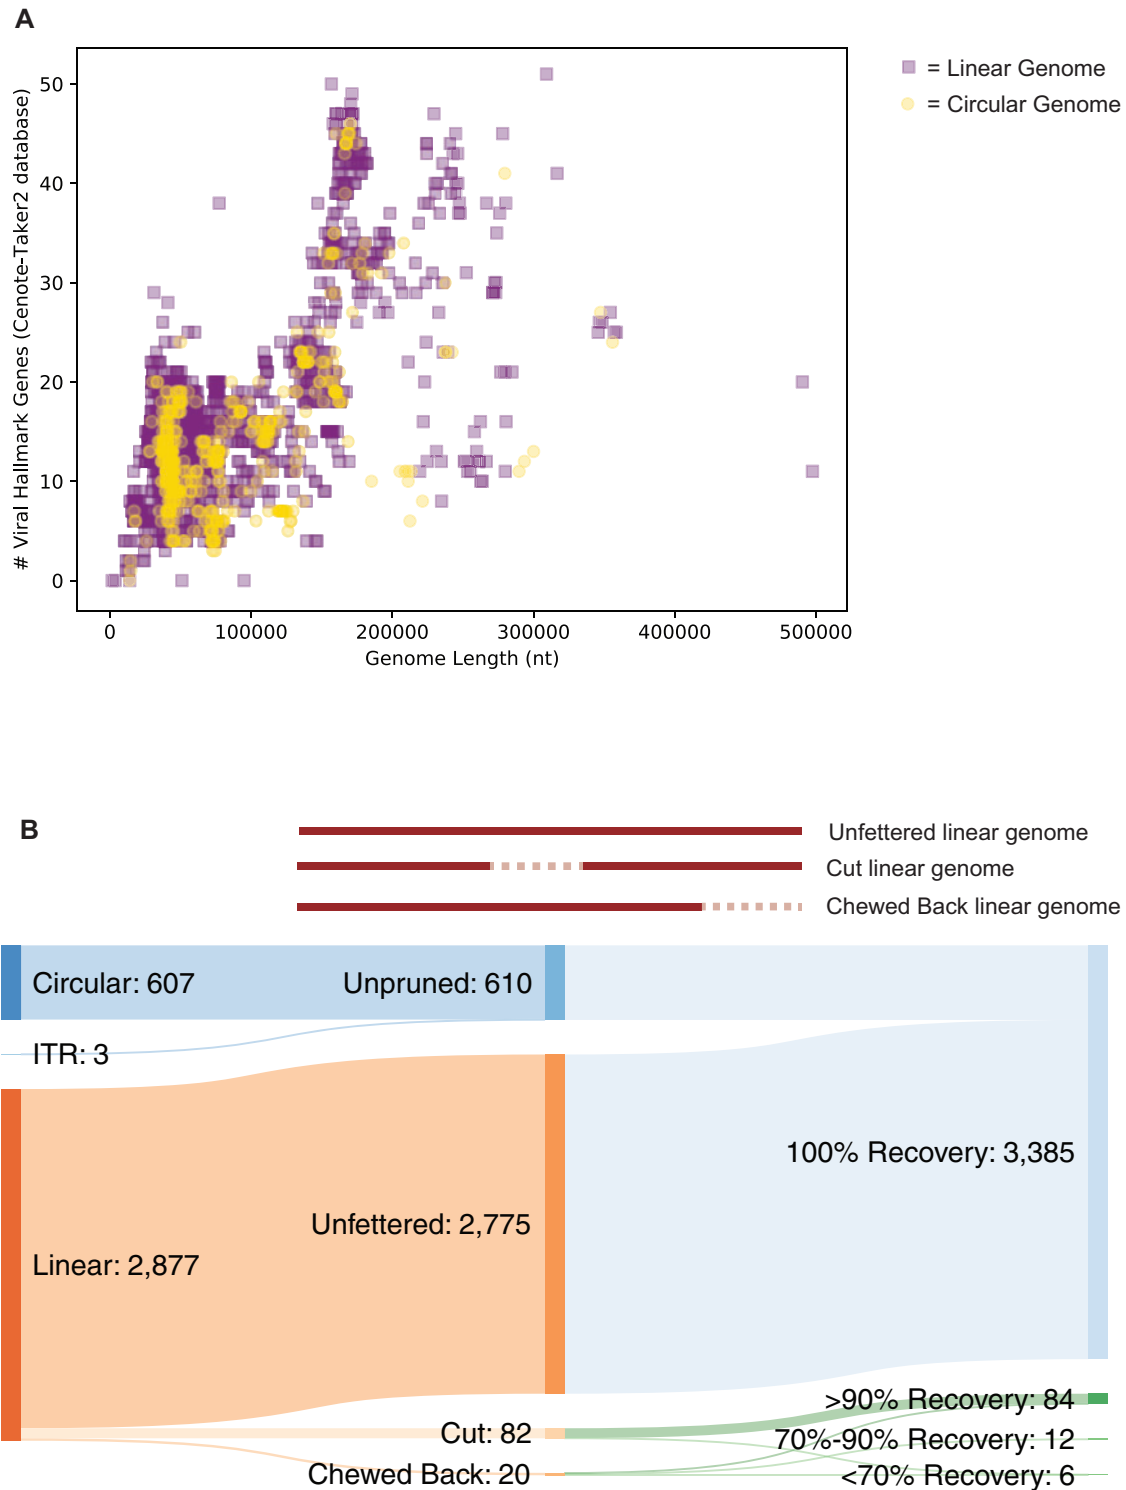 A
= Linear Genome
= Circular Genome
# Viral Hallmark Genes (Cenote-Taker2 database)
50
40
30
20
10
0
0 100000 200000 300000 400000 500000
Genome Length (nt)
B
Unfettered linear genome
Cut linear genome
Chewed Back linear genome
Circular: 607
Unpruned: 610
ITR: 3
100% Recovery: 3,385
Unfettered: 2,775
Linear: 2,877
>90% Recovery: 84
Cut: 82
70%-90% Recovery: 12
Chewed Back: 20
<70% Recovery: 6